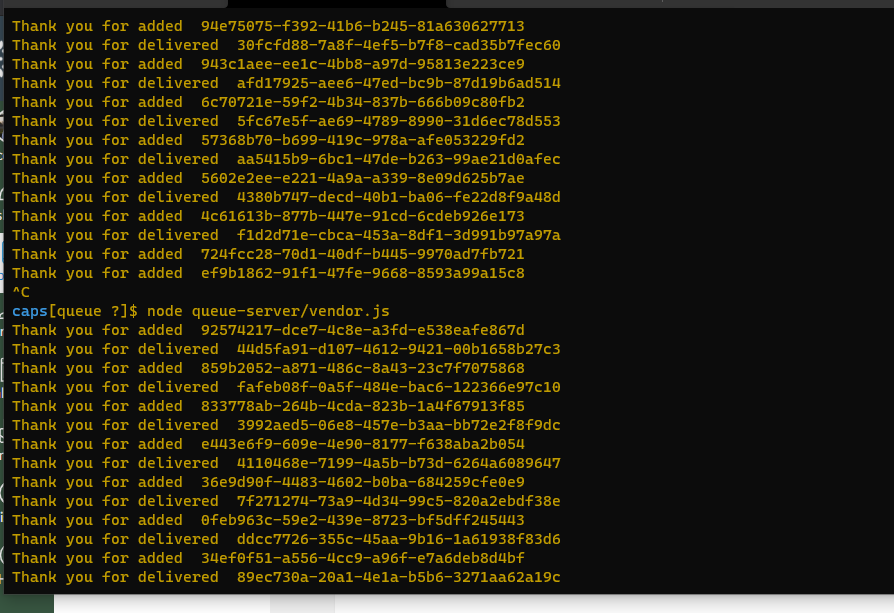 Thank you for added  94e75075-f392-41b6-b245-81a630627713
Thank you for delivered  30fcfd88-7a8f-4ef5-b7f8-cad35b7fec60
Thank you for added  943c1aee-ee1c-4bb8-a97d-95813e223ce9
Thank you for delivered  afd17925-aee6-47ed-bc9b-87d19b6ad514
Thank you for added  6c70721e-59f2-4b34-837b-666b09c80fb2
Thank you for delivered  5fc67e5f-ae69-4789-8990-31d6ec78d553
Thank you for added  57368b70-b699-419c-978a-afe053229fd2
Thank you for delivered  aa5415b9-6bc1-47de-b263-99ae21d0afec
Thank you for added  5602e2ee-e221-4a9a-a339-8e09d625b7ae
Thank you for delivered  4380b747-decd-40b1-ba06-fe22d8f9a48d
Thank you for added  4c61613b-877b-447e-91cd-6cdeb926e173
Thank you for delivered  f1d2d71e-cbca-453a-8df1-3d991b97a97a
Thank you for added  724fcc28-70d1-40df-b445-9970ad7fb721
Thank you for added  ef9b1862-91f1-47fe-9668-8593a99a15c8
^C
caps[queue ?]$ node queue-server/vendor.js
Thank you for added  92574217-dce7-4c8e-a3fd-e538eafe867d
Thank you for delivered  44d5fa91-d107-4612-9421-00b1658b27c3
Thank you for added  859b2052-a871-486c-8a43-23c7f7075868
Thank you for delivered  fafeb08f-0a5f-484e-bac6-122366e97c10
Thank you for added  833778ab-264b-4cda-823b-1a4f67913f85
Thank you for delivered  3992aed5-06e8-457e-b3aa-bb72e2f8f9dc
Thank you for added  e443e6f9-609e-4e90-8177-f638aba2b054
Thank you for delivered  4110468e-7199-4a5b-b73d-6264a6089647
Thank you for added  36e9d90f-4483-4602-b0ba-684259cfe0e9
Thank you for delivered  7f271274-73a9-4d34-99c5-820a2ebdf38e
Thank you for added  0feb963c-59e2-439e-8723-bf5dff245443
Thank you for delivered  ddcc7726-355c-45aa-9b16-1a61938f83d6
Thank you for added  34ef0f51-a556-4cc9-a96f-e7a6deb8d4bf
Thank you for delivered  89ec730a-20a1-4e1a-b5b6-3271aa62a19c